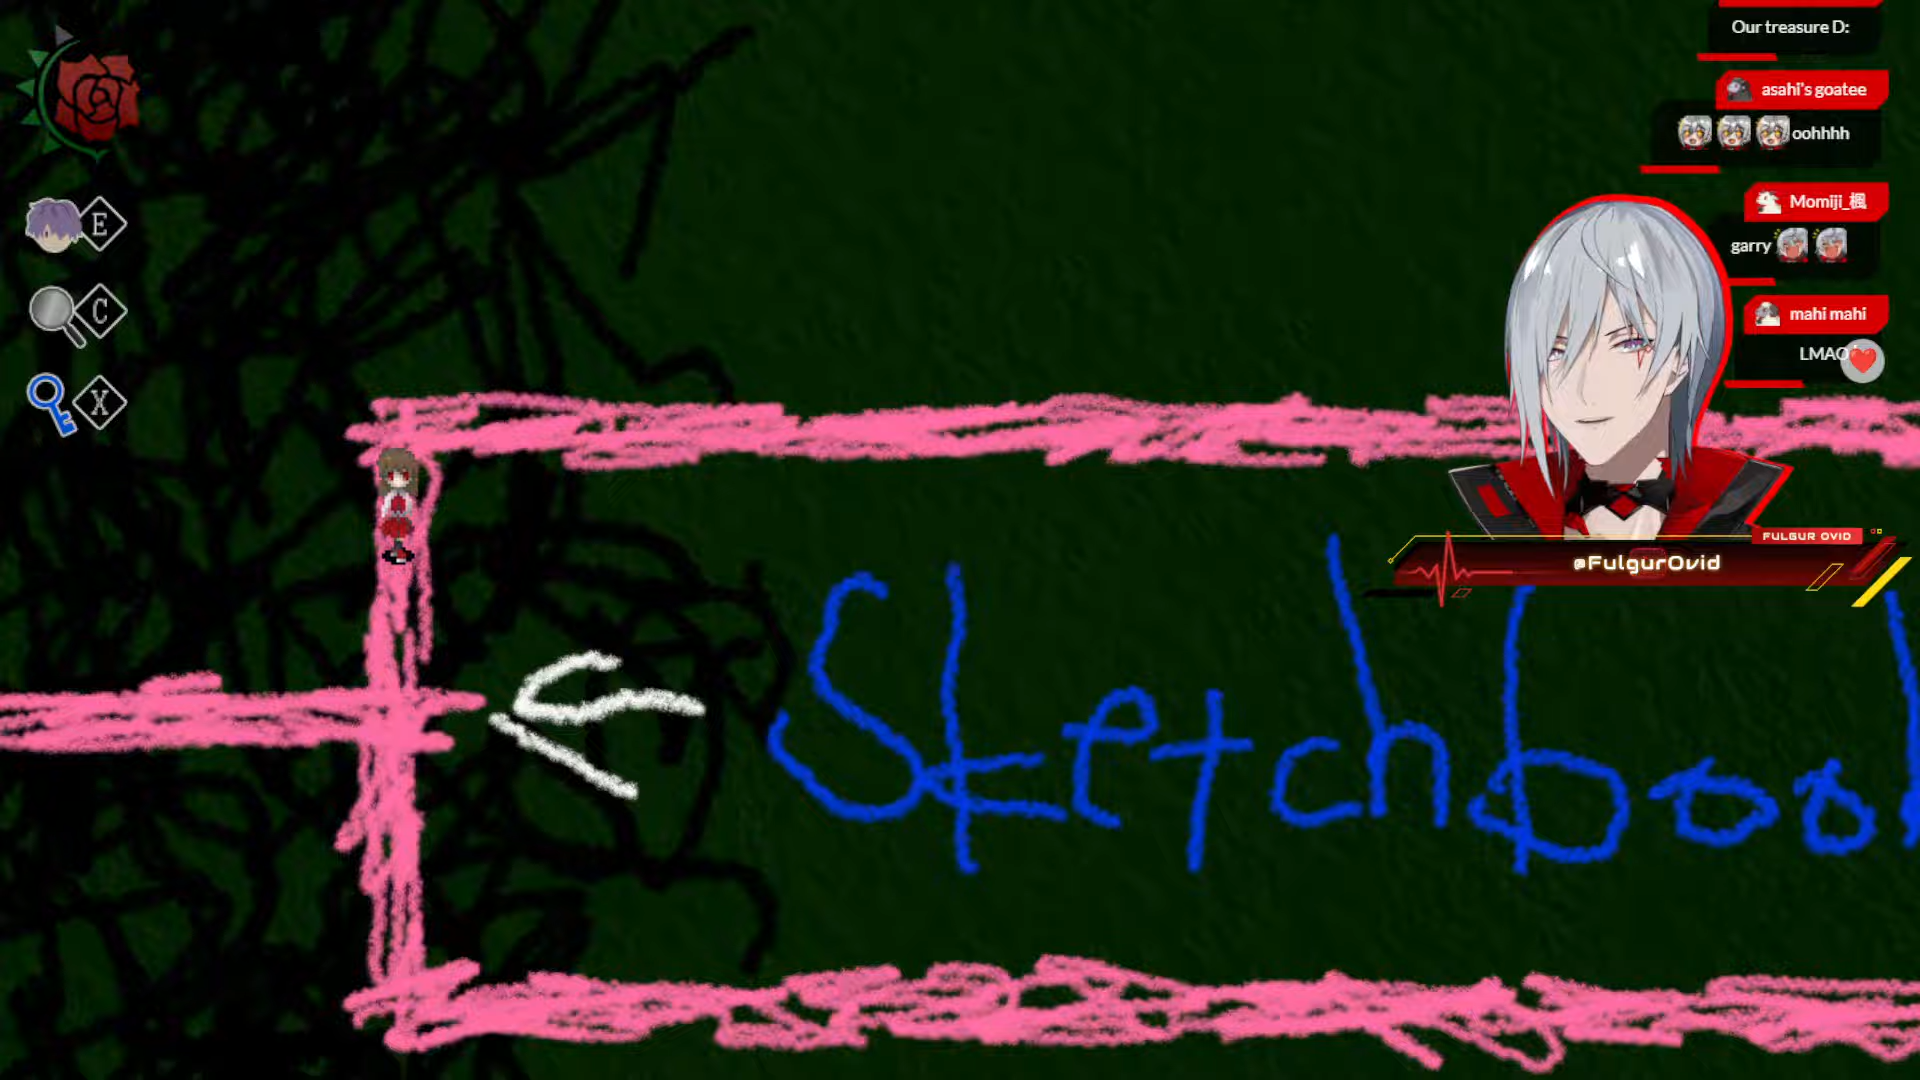 Our treasure D:
asahi's goatee
oohhhh
Momiji_楓
garry
mahi mahi
LMAO
E
C
X
FULGUR OVID
@FulgurOvid
Sketchbook